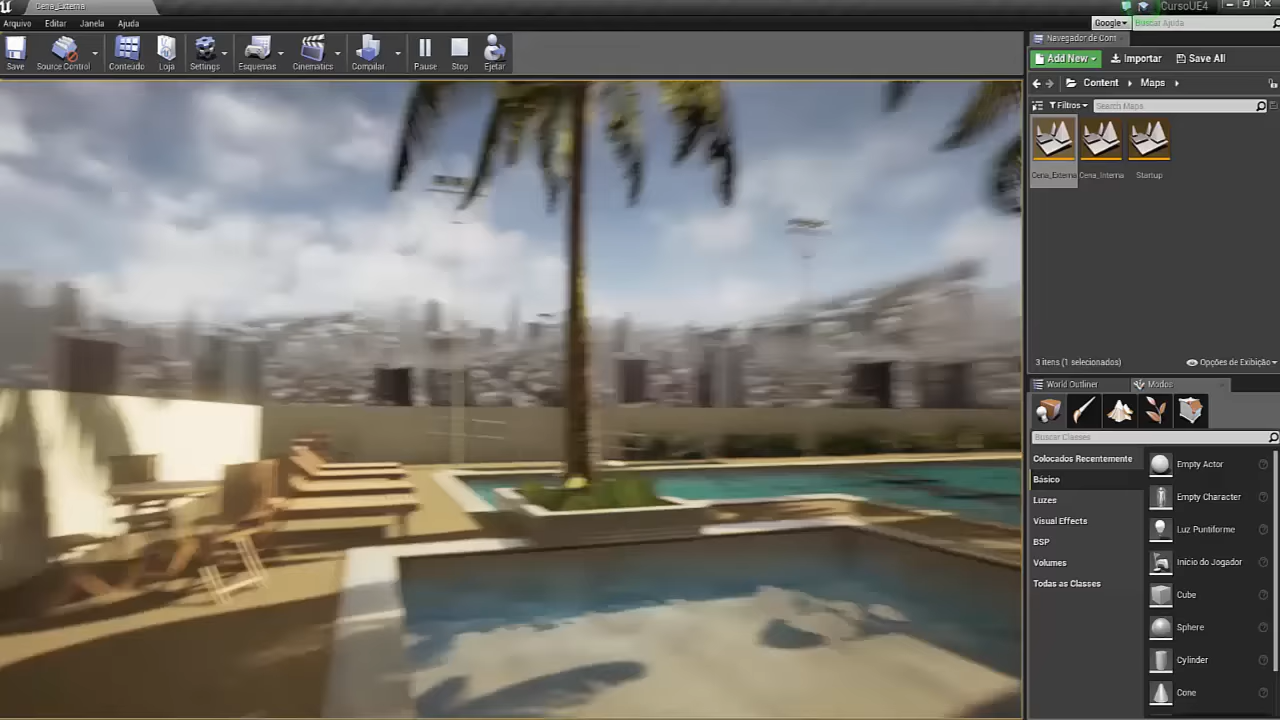 Cena_Externa
CursoUE4
Arquivo Editar Janela Ajuda
Google
Buscar Ajuda
Save Source Control Conteúdo Loja Settings Esquemas Cinematics Compilar Pause Stop Ejetar
Navegador de Cont
Add New Importar Save All
Content Maps
Filtros Search Maps
Cena_Externa Cena_Interna Startup
3 itens (1 selecionados) Opções de Exibição
World Outliner Modos
Buscar Classes
Colocados Recentemente
Básico
Luzes
Visual Effects
BSP
Volumes
Todas as Classes
Empty Actor
Empty Character
Luz Puntiforme
Início do Jogador
Cube
Sphere
Cylinder
Cone